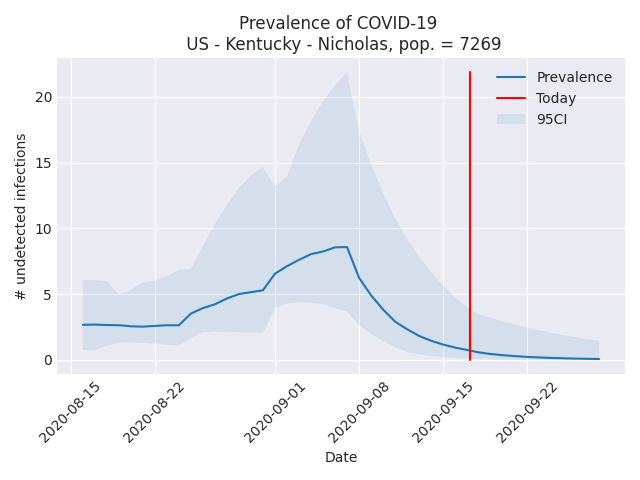 Prevalence of COVID-19
US - Kentucky - Nicholas, pop. = 7269
Prevalence
Today
95CI
# undetected infections
20
15
10
5
0
2020-08-15
2020-08-22
2020-09-01
2020-09-08
2020-09-15
2020-09-22
Date